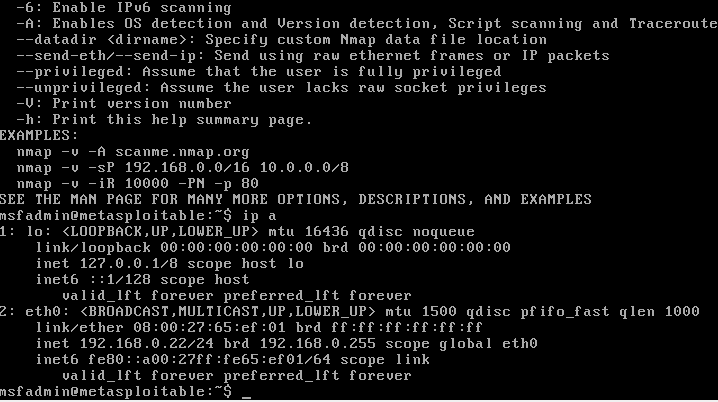 -6: Enable IPv6 scanning
-A: Enables OS detection and Version detection, Script scanning and Traceroute
--datadir <dirname>: Specify custom Nmap data file location
--send-eth/--send-ip: Send using raw ethernet frames or IP packets
--privileged: Assume that the user is fully privileged
--unprivileged: Assume the user lacks raw socket privileges
-V: Print version number
-h: Print this help summary page.
EXAMPLES:
nmap -v -A scanme.nmap.org
nmap -v -sP 192.168.0.0/16 10.0.0.0/8
nmap -v -iR 10000 -PN -p 80
SEE THE MAN PAGE FOR MANY MORE OPTIONS, DESCRIPTIONS, AND EXAMPLES
msfadmin@metasploitable:~$ ip a
1: lo: <LOOPBACK,UP,LOWER_UP> mtu 16436 qdisc noqueue
link/loopback 00:00:00:00:00:00 brd 00:00:00:00:00:00
inet 127.0.0.1/8 scope host lo
inet6 ::1/128 scope host
valid_lft forever preferred_lft forever
2: eth0: <BROADCAST,MULTICAST,UP,LOWER_UP> mtu 1500 qdisc pfifo_fast qlen 1000
link/ether 08:00:27:65:ef:01 brd ff:ff:ff:ff:ff:ff
inet 192.168.0.22/24 brd 192.168.0.255 scope global eth0
inet6 fe80::a00:27ff:fe65:ef01/64 scope link
valid_lft forever preferred_lft forever
msfadmin@metasploitable:~$ _